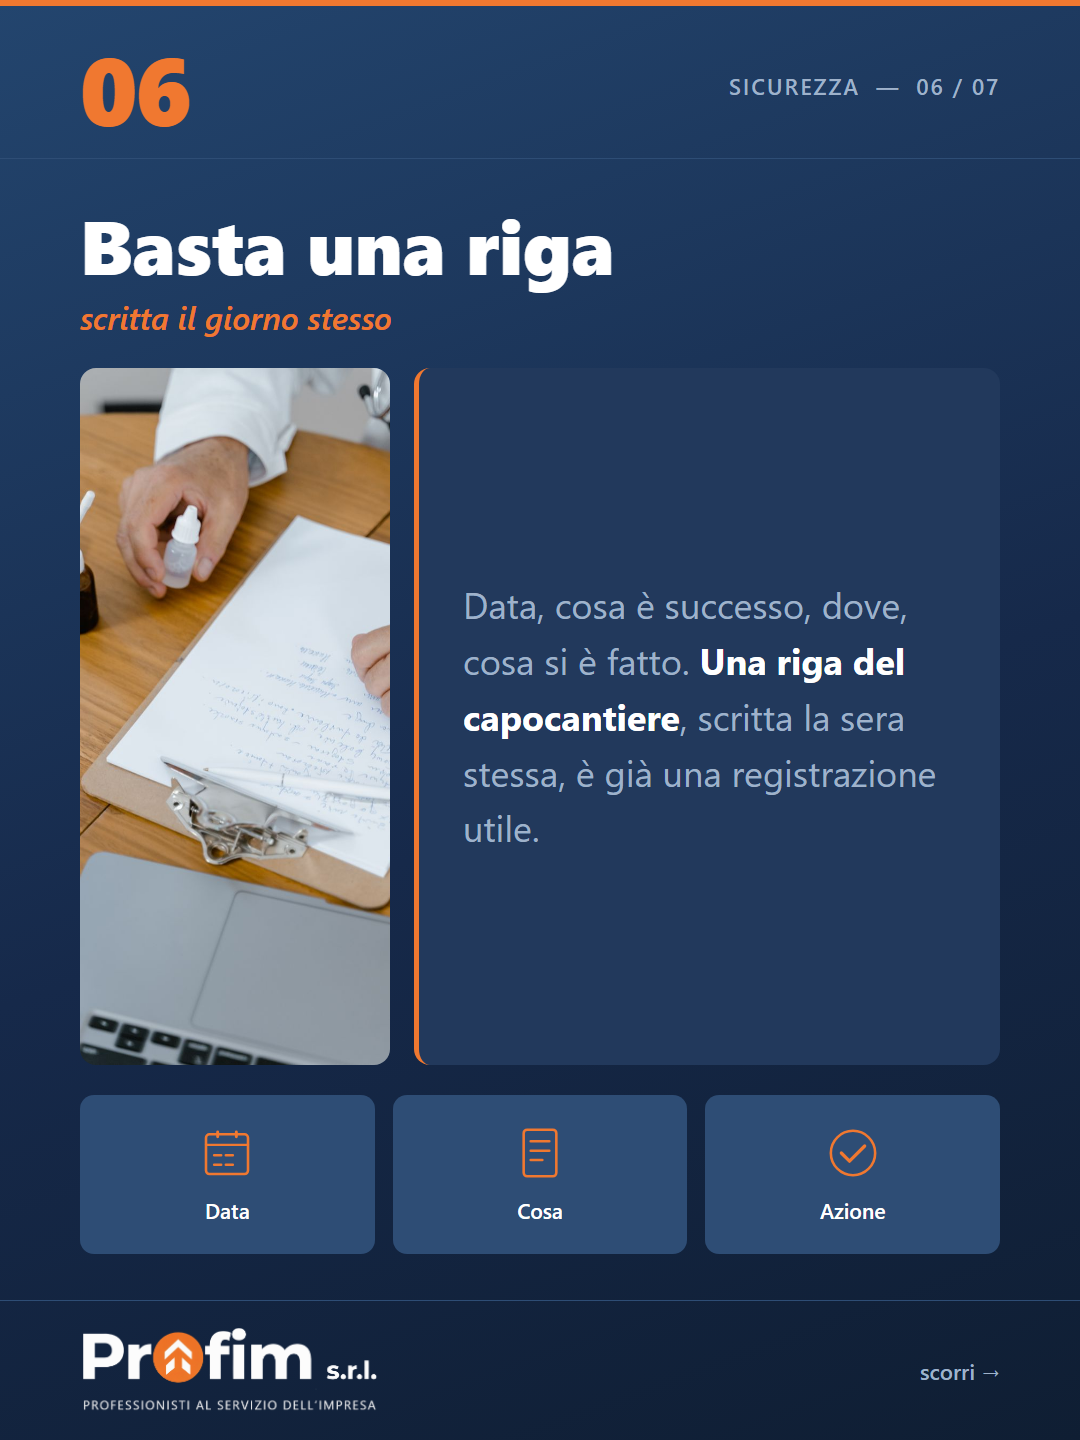 06
SICUREZZA — 06 / 07
Basta una riga
scritta il giorno stesso
Data, cosa è successo, dove,
cosa si è fatto. Una riga del
capocantiere, scritta la sera
stessa, è già una registrazione
utile.
Data
Cosa
Azione
Profim s.r.l.
PROFESSIONISTI AL SERVIZIO DELL'IMPRESA
scorri →